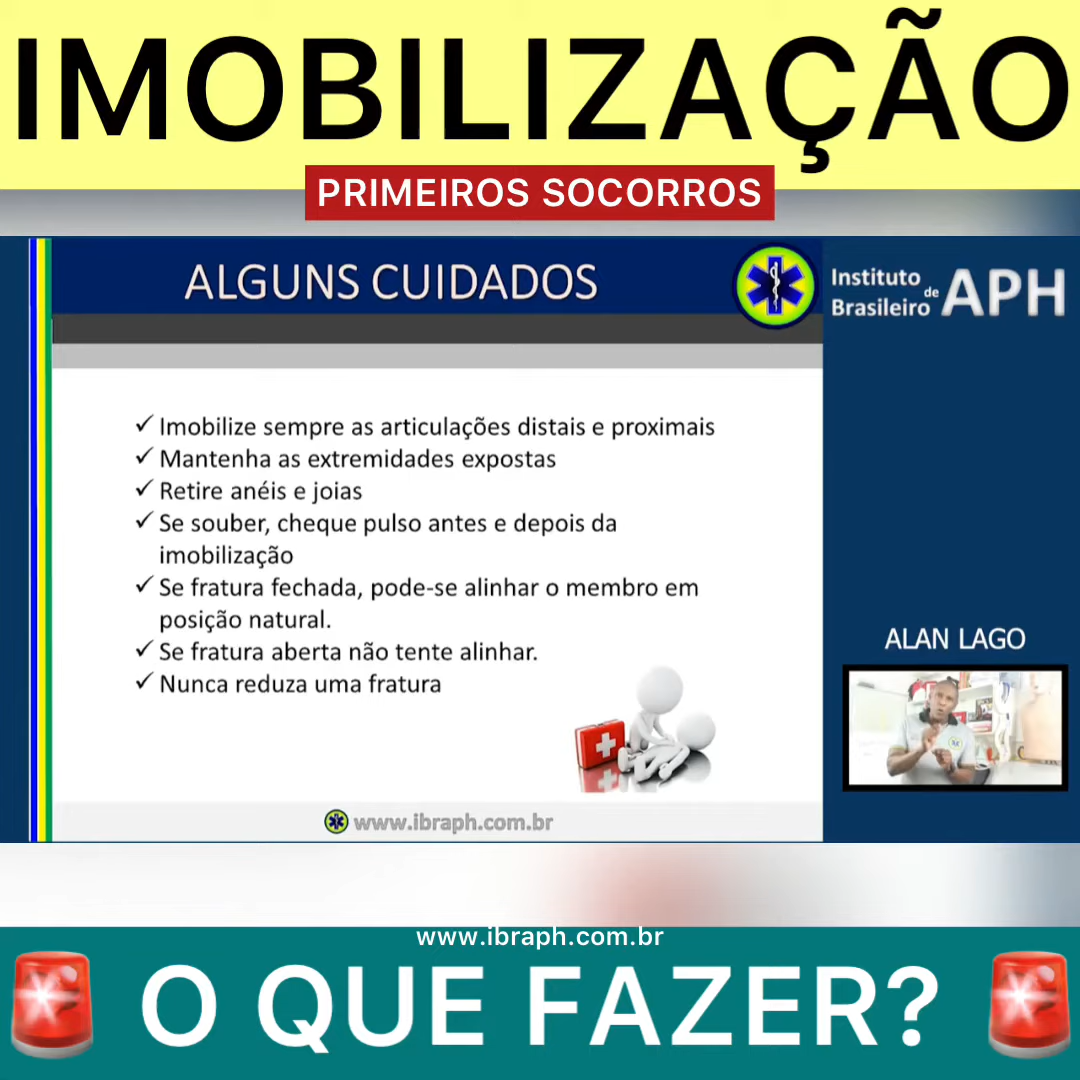 IMOBILIZAÇÃO
PRIMEIROS SOCORROS
ALGUNS CUIDADOS
Instituto
de
Brasileiro
APH
✓ Imobilize sempre as articulações distais e proximais
✓ Mantenha as extremidades expostas
✓ Retire anéis e joias
✓ Se souber, cheque pulso antes e depois da
imobilização
✓ Se fratura fechada, pode-se alinhar o membro em
posição natural.
✓ Se fratura aberta não tente alinhar.
✓ Nunca reduza uma fratura
ALAN LAGO
www.ibraph.com.br
www.ibraph.com.br
O QUE FAZER?